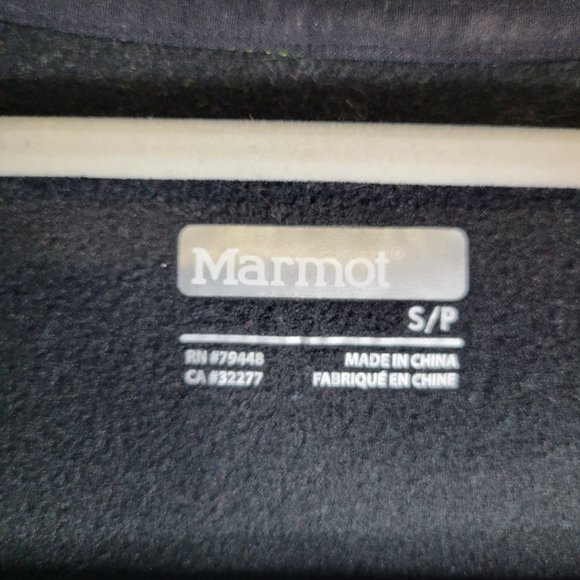 Marmot®
S/P
RN #79448 MADE IN CHINA
CA #32277 FABRIQUÉ EN CHINE